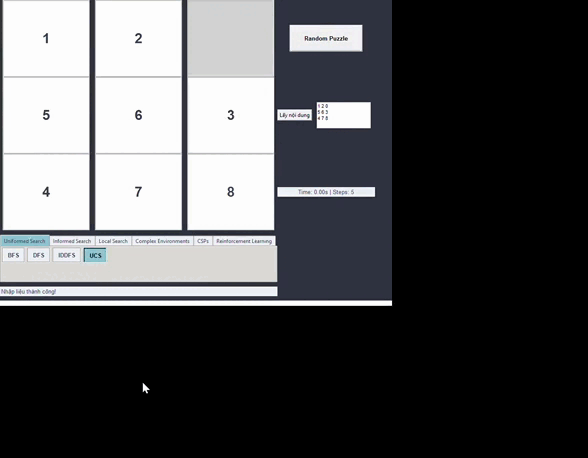 1 2
Random Puzzle
5 6 3
Lấy nội dung
1 2 0
5 6 3
4 7 8
4 7 8
Time: 0.00s | Steps: 5
Uniformed Search Informed Search Local Search Complex Environments CSPs Reinforcement Learning
BFS DFS IDDFS UCS
Nhập liệu thành công!